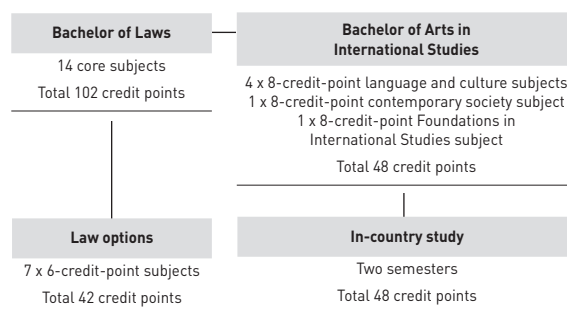 Bachelor of Laws
14 core subjects
Total 102 credit points
Bachelor of Arts in
International Studies
4 x 8-credit-point language and culture subjects
1 x 8-credit-point contemporary society subject
1 x 8-credit-point Foundations in
International Studies subject
Total 48 credit points
Law options
7 x 6-credit-point subjects
Total 42 credit points
In-country study
Two semesters
Total 48 credit points